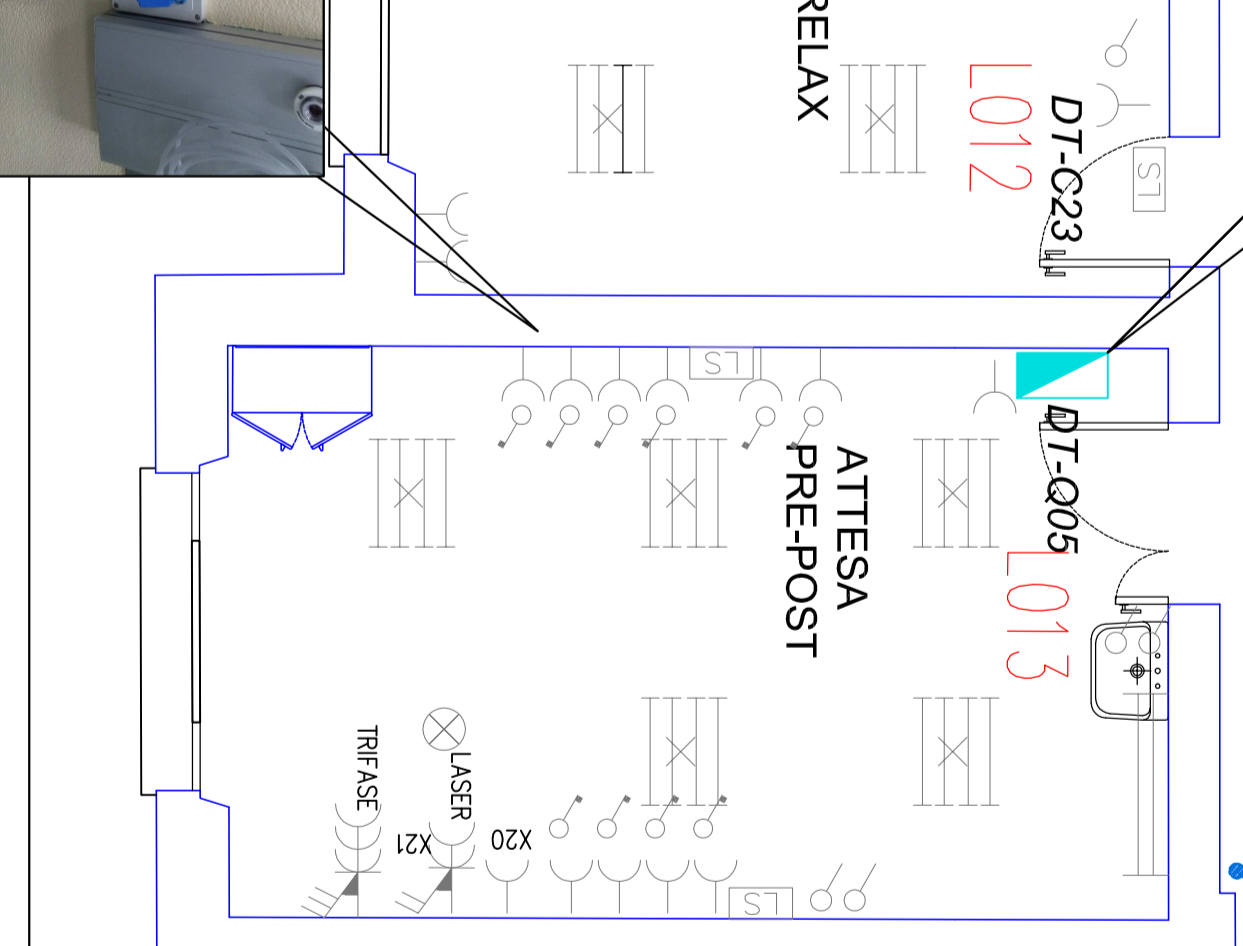 RELAX
L012
DT-C23
LS
LS
DT-Q05
ATTESA
PRE-POST
L013
TRIFASE
LASER
X21
X20
LS